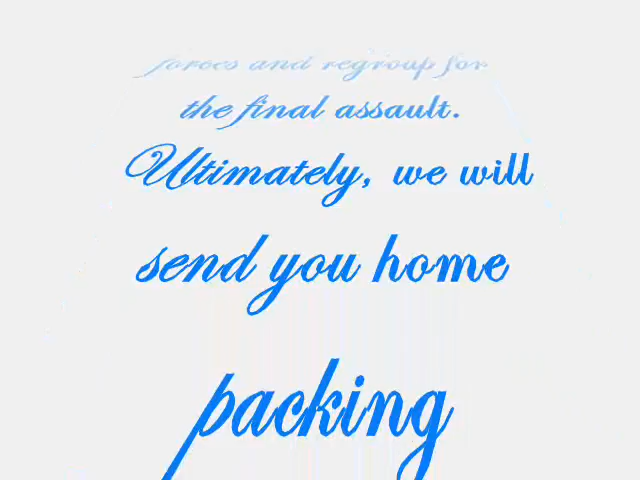 forces and regroup for
the final assault.
Ultimately, we will
send you home
packing